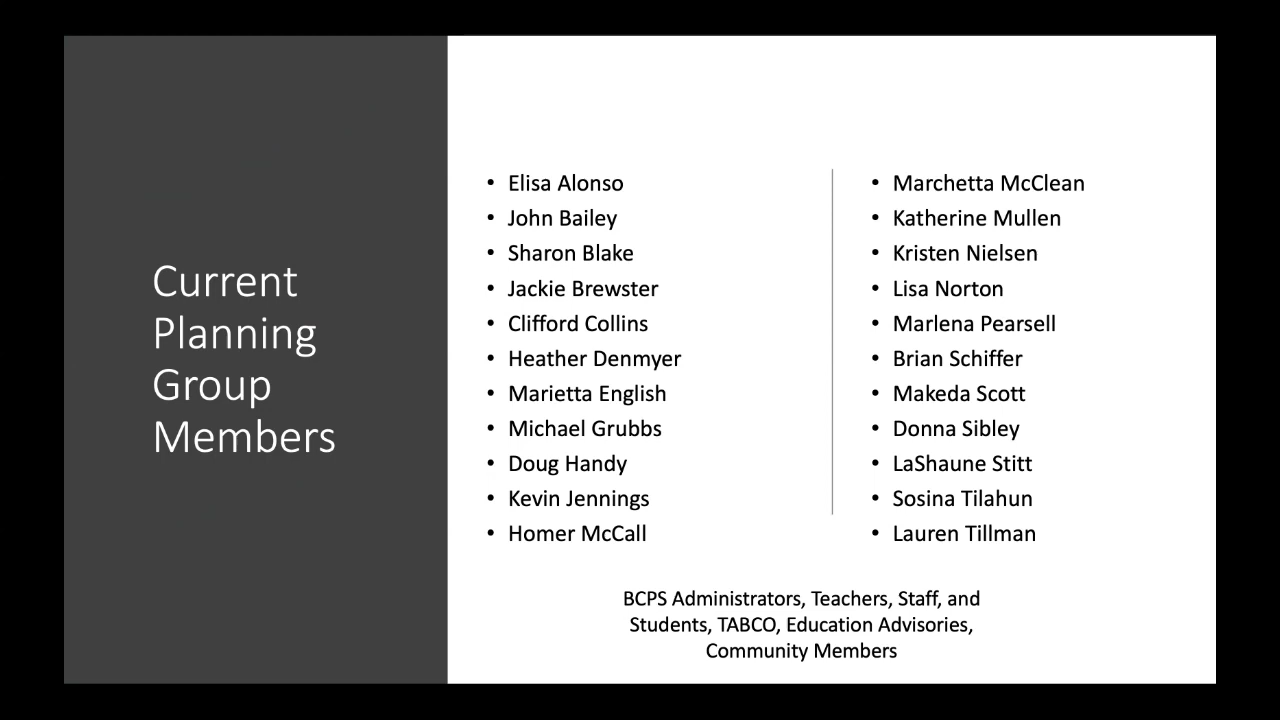 Current
Planning
Group
Members
• Elisa Alonso
• John Bailey
• Sharon Blake
• Jackie Brewster
• Clifford Collins
• Heather Denmyer
• Marietta English
• Michael Grubbs
• Doug Handy
• Kevin Jennings
• Homer McCall
• Marchetta McClean
• Katherine Mullen
• Kristen Nielsen
• Lisa Norton
• Marlena Pearsell
• Brian Schiffer
• Makeda Scott
• Donna Sibley
• LaShaune Stitt
• Sosina Tilahun
• Lauren Tillman
BCPS Administrators, Teachers, Staff, and
Students, TABCO, Education Advisories,
Community Members